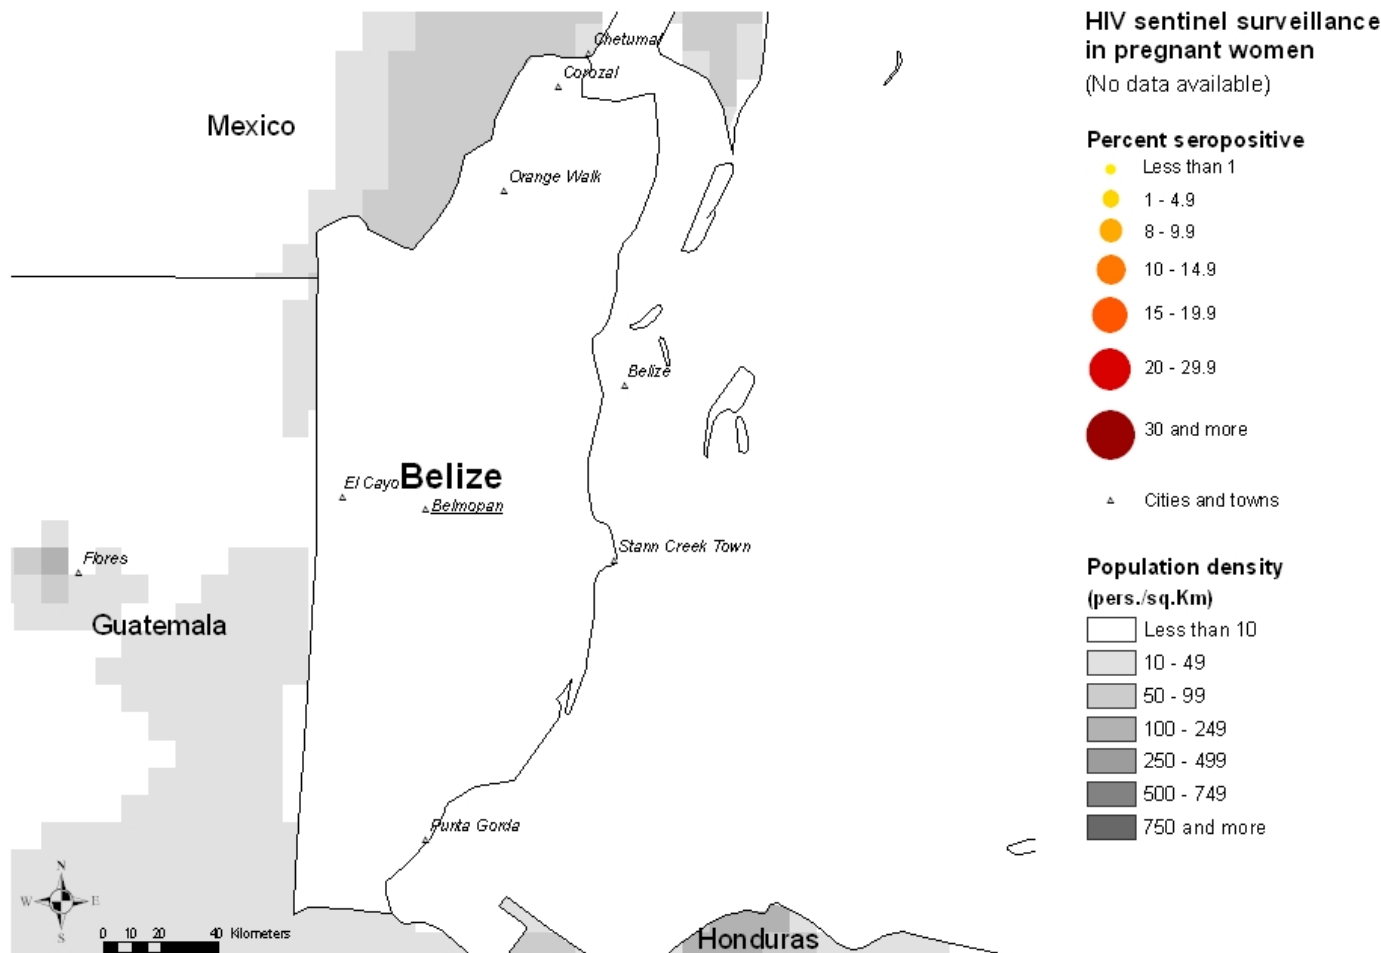 HIV sentinel surveillance
in pregnant women
(No data available)
Percent seropositive
Less than 1
1 - 4.9
8 - 9.9
10 - 14.9
15 - 19.9
20 - 29.9
30 and more
Cities and towns
Population density
(pers./sq.Km)
Less than 10
10 - 49
50 - 99
100 - 249
250 - 499
500 - 749
750 and more
Chetumal
Corozal
Mexico
Orange Walk
Belize
El Cayo
Belize
Belmopan
Stann Creek Town
Flores
Guatemala
Punta Gorda
Honduras
N
W E
S
0 10 20 40 Kilometers